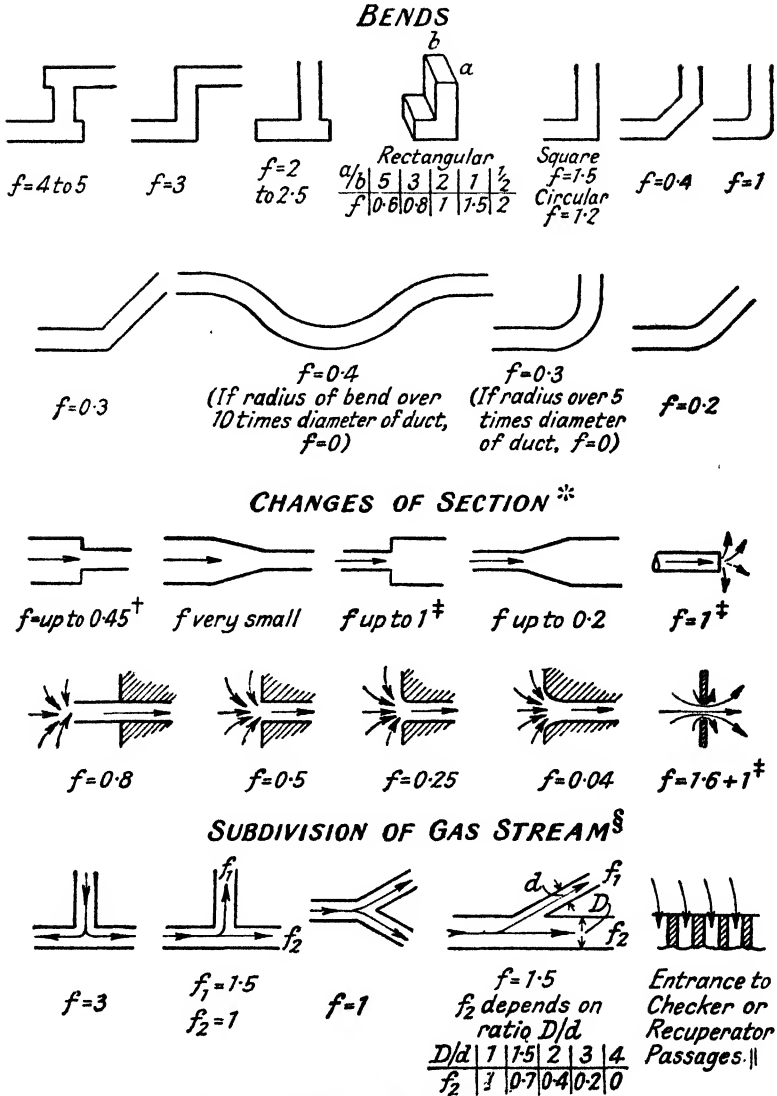 BENDS
b
a
f=4 to 5
f=3
f=2
to 2.5
Rectangular
a/b | 5 | 3 | 2 | 1 | ½
f | 0·6 | 0·8 | 1 | 1·5 | 2
Square
f=1·5
Circular
f=1·2
f=0·4
f=1
f=0·3
f=0·4
(If radius of bend over
10 times diameter of duct,
f=0)
f=0·3
(If radius over 5
times diameter
of duct, f=0)
f=0·2
CHANGES OF SECTION *
f=up to 0·45†
f very small
f up to 1‡
f up to 0·2
f=1‡
f=0·8
f=0·5
f=0·25
f=0·04
f=1·6+1‡
SUBDIVISION OF GAS STREAM§
f=3
f₁
f₂
f₁=1·5
f₂=1
f=1
d
f₁
D
f₂
f=1·5
f₂ depends on
ratio D/d
D/d | 1 | 1·5 | 2 | 3 | 4
f₂ | 1 | 0·7 | 0·4 | 0·2 | 0
Entrance to
Checker or
Recuperator
Passages.||